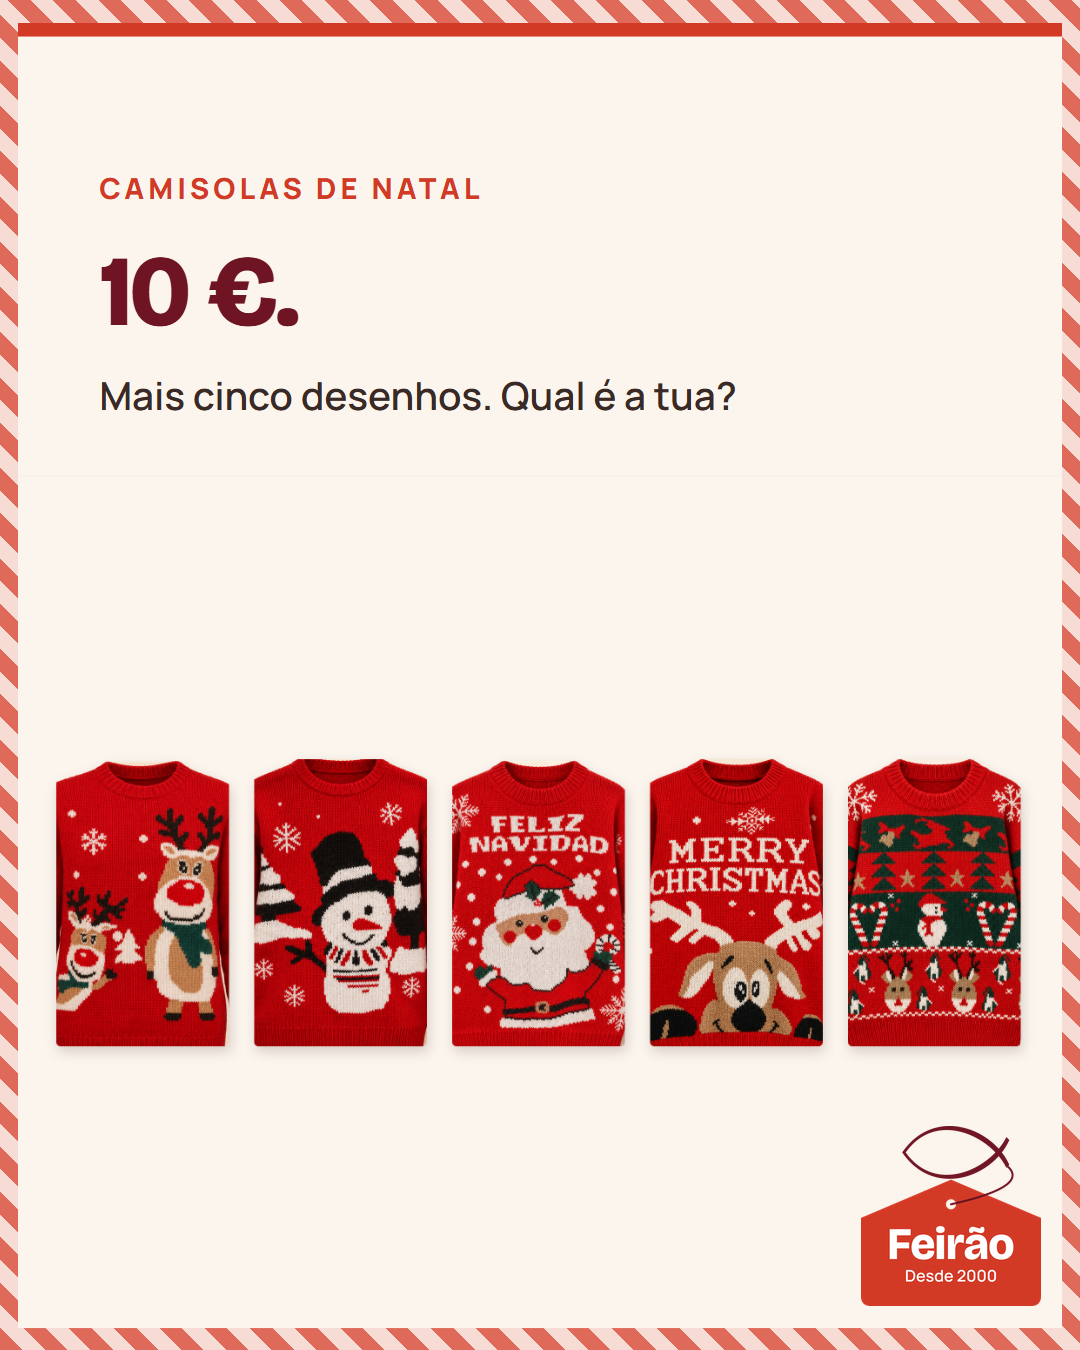 CAMISOLAS DE NATAL
10 €.
Mais cinco desenhos. Qual é a tua?
FELIZ
NAVIDAD
MERRY
CHRISTMAS
Feirão
Desde 2000